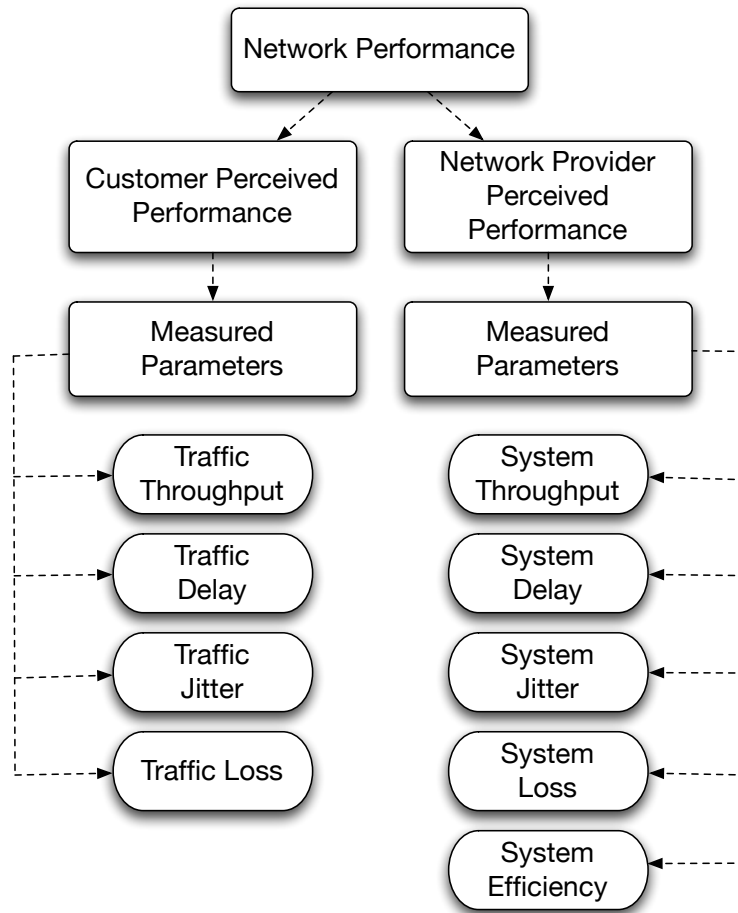 Network Performance
Customer Perceived
Performance
Network Provider
Perceived
Performance
Measured
Parameters
Measured
Parameters
Traffic
Throughput
System
Throughput
Traffic
Delay
System
Delay
Traffic
Jitter
System
Jitter
Traffic Loss
System
Loss
System
Efficiency